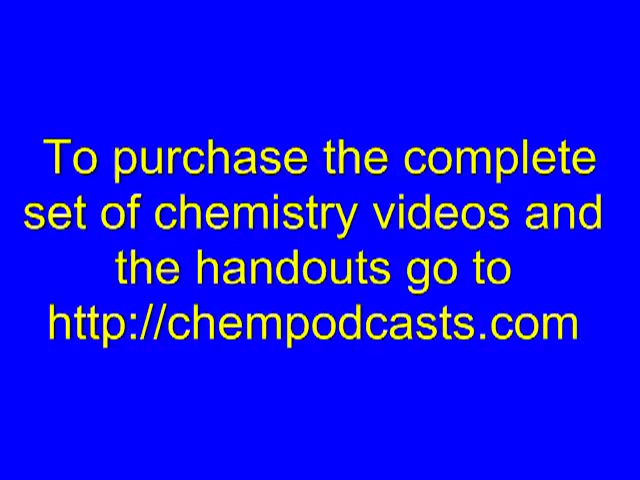 To purchase the complete
set of chemistry videos and
the handouts go to
http://chempodcasts.com